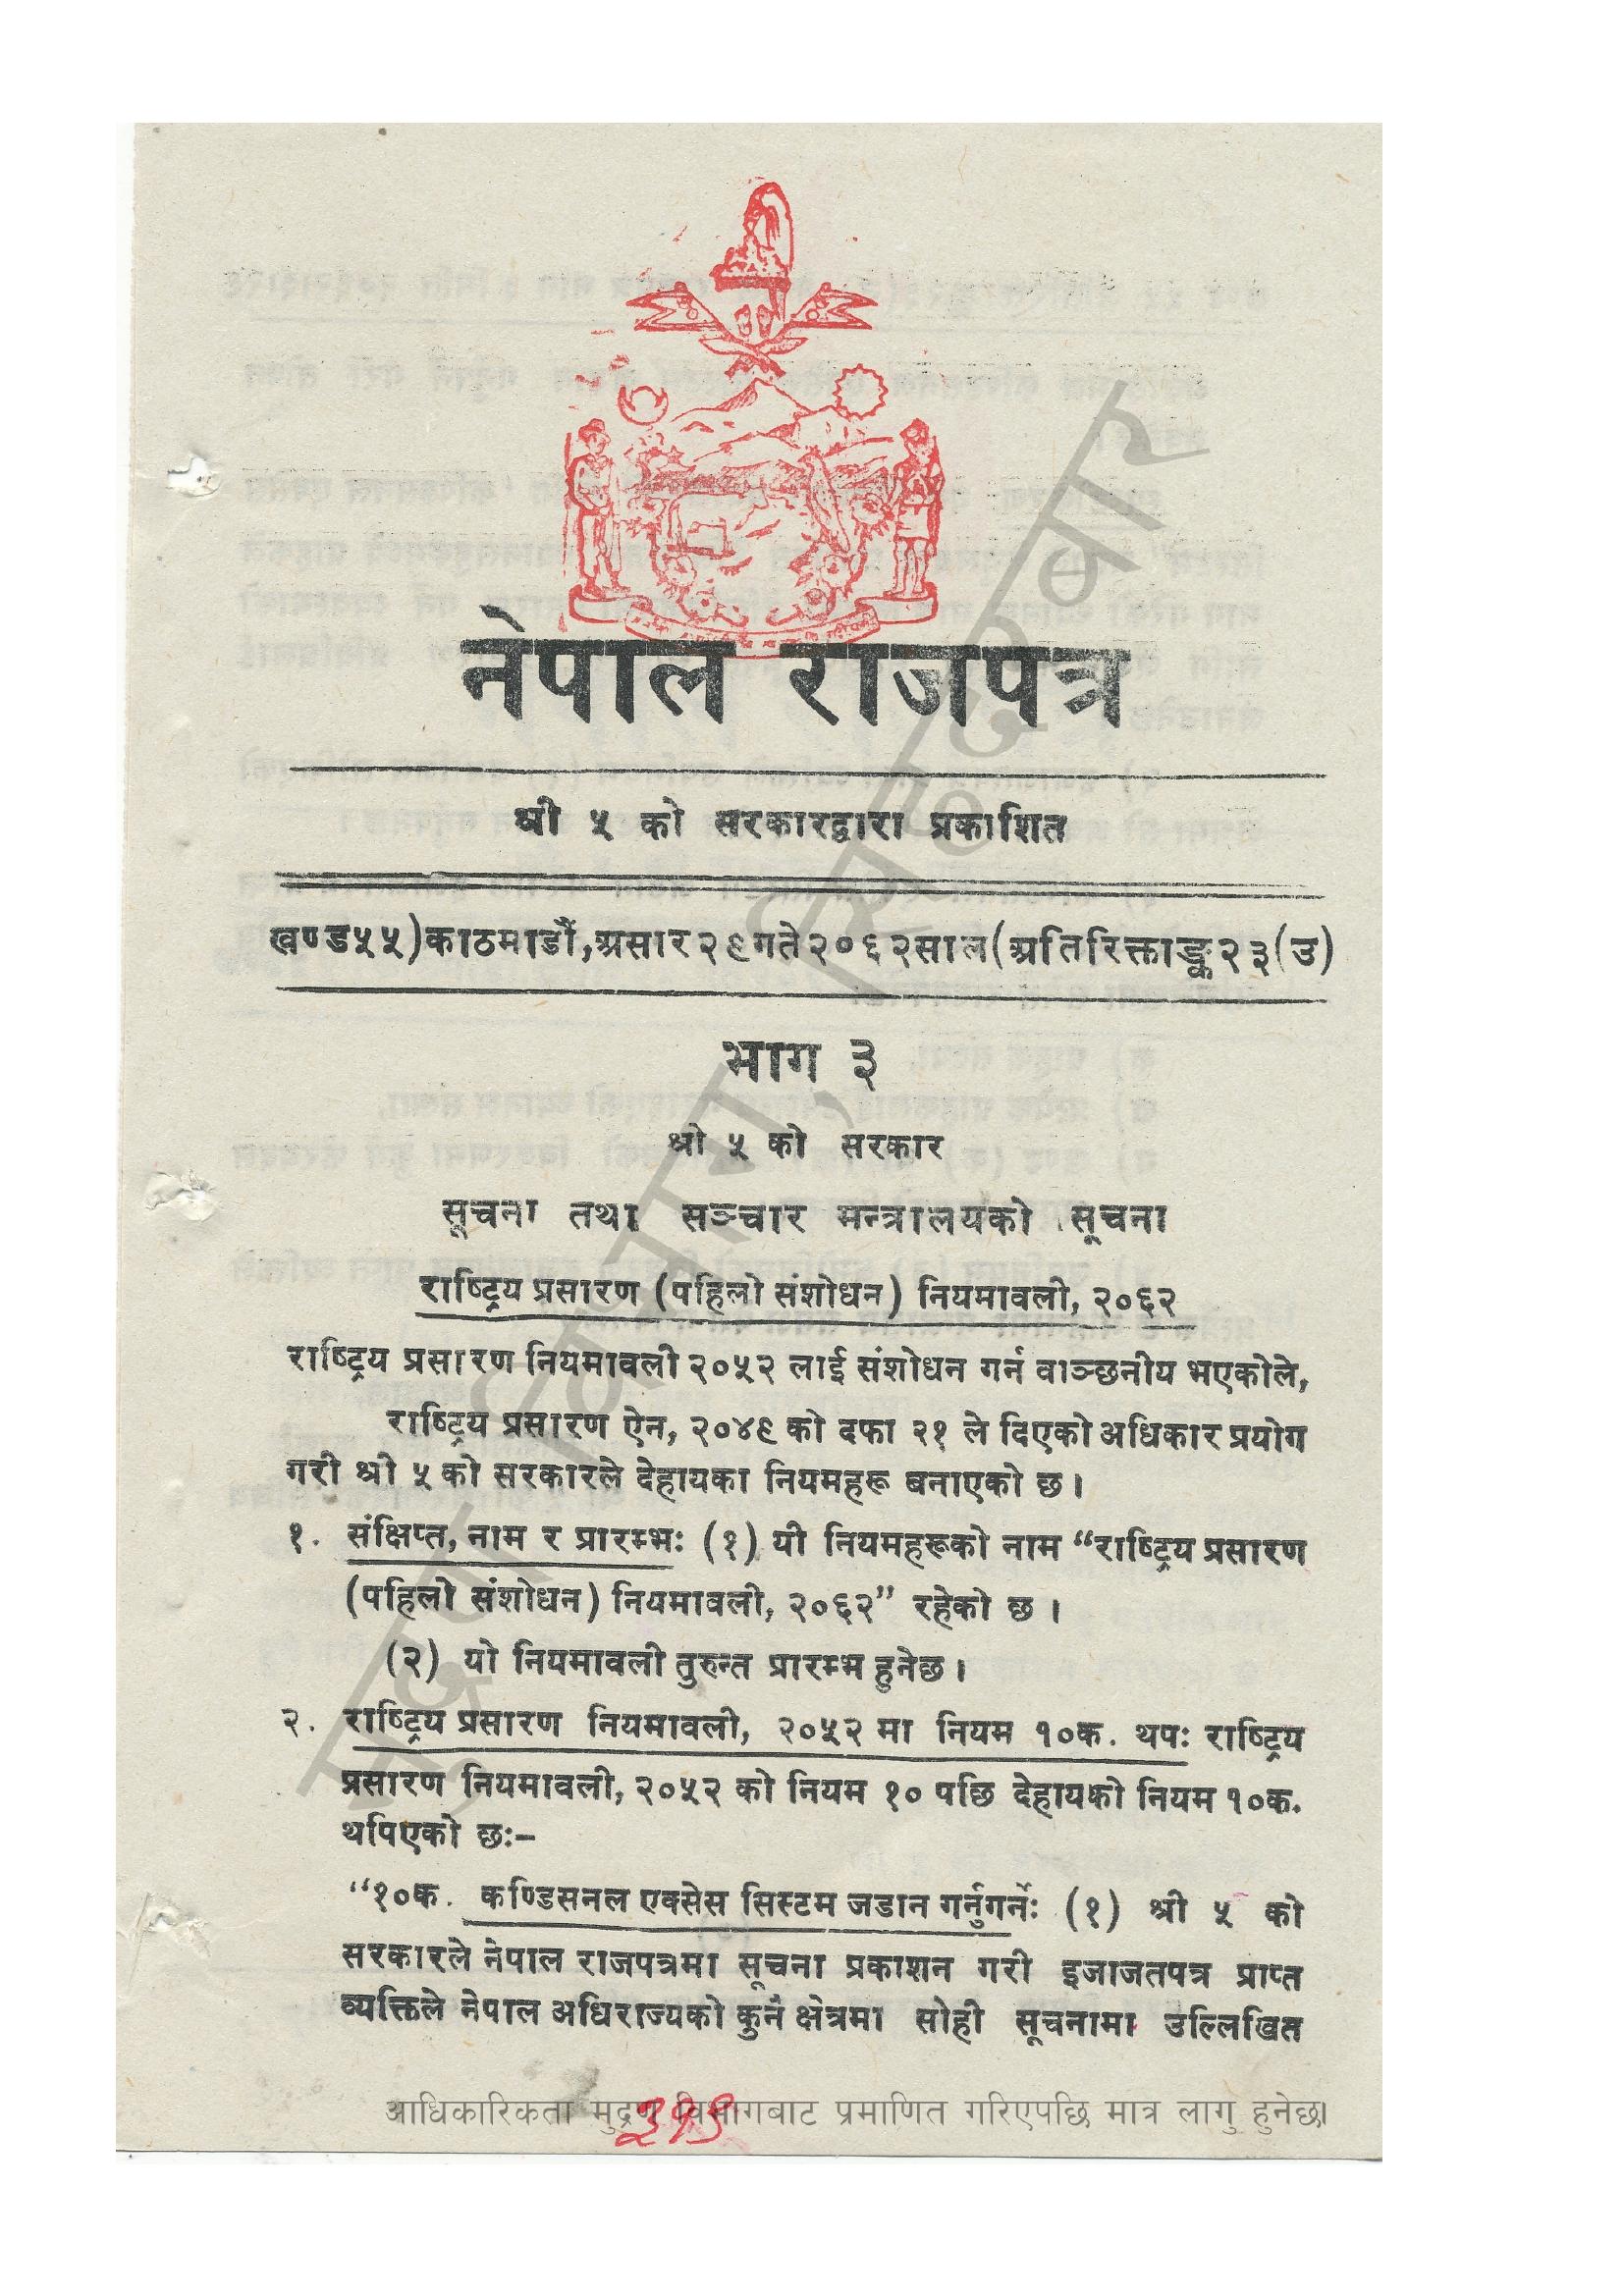 नेपाल राजपत्र
श्री ५ को सरकारद्वारा प्रकाशित
खण्ड५५)काठमाडौं,असार२९गते२०६२साल(अतिरिक्ताङ्क२३(उ)
भाग ३
श्री ५ को सरकार
सूचना तथा सञ्चार मन्त्रालयको सूचना
राष्ट्रिय प्रसारण (पहिलो संशोधन) नियमावली, २०६२
राष्ट्रिय प्रसारण नियमावली २०५२ लाई संशोधन गर्न वाञ्छनीय भएकोले,
राष्ट्रिय प्रसारण ऐन, २०४९ को दफा २१ ले दिएको अधिकार प्रयोग
गरी श्री ५ को सरकारले देहायका नियमहरू बनाएको छ।
१. संक्षिप्त, नाम र प्रारम्भः (१) यी नियमहरूको नाम “राष्ट्रिय प्रसारण
(पहिलो संशोधन) नियमावली, २०६२” रहेको छ ।
(२) यो नियमावली तुरुन्त प्रारम्भ हुनेछ।
२. राष्ट्रिय प्रसारण नियमावली, २०५२ मा नियम १०क. थपः राष्ट्रिय
प्रसारण नियमावली, २०५२ को नियम १० पछि देहायको नियम १०क.
थपिएको छः–
“१०क. कण्डिसनल एक्सेस सिस्टम जडान गर्नुगर्नेः (१) श्री ५ को
सरकारले नेपाल राजपत्रमा सूचना प्रकाशन गरी इजाजतपत्र प्राप्त
व्यक्तिले नेपाल अधिराज्यको कुनै क्षेत्रमा सोही सूचनामा उल्लिखित
आधिकारिकता मुद्रण विभागबाट प्रमाणित गरिएपछि मात्र लागु हुनेछ।
मुद्रण विभाग, सिंहदरबार